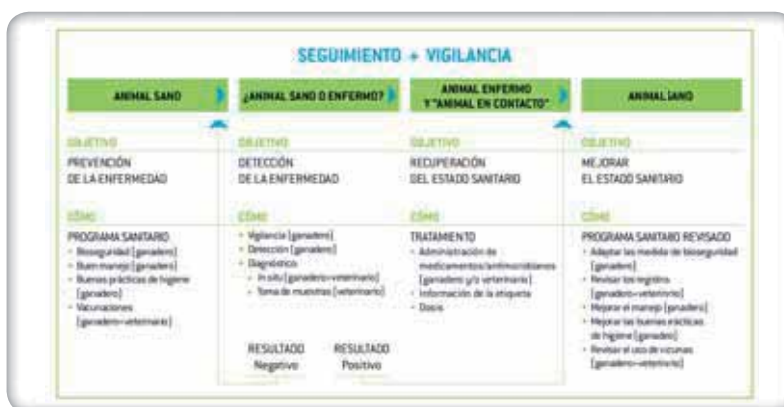 SEGUIMIENTO + VIGILANCIA
ANIMAL SANO
¿ANIMAL SANO O ENFERMO?
ANIMAL ENFERMO
Y "ANIMAL EN CONTACTO"
ANIMAL SANO
OBJETIVO
PREVENCIÓN
DE LA ENFERMEDAD
CÓMO
PROGRAMA SANITARIO
• Bioseguridad (ganadero)
• Buen manejo (ganadero)
• Buenas prácticas de higiene
(ganadero)
• Vacunaciones
(ganadero-veterinario)
OBJETIVO
DETECCIÓN
DE LA ENFERMEDAD
CÓMO
• Vigilancia (ganadero)
• Detección (ganadero)
• Diagnóstico
• In situ (ganadero-veterinario)
• Toma de muestras (veterinario)
RESULTADO
Negativo
RESULTADO
Positivo
OBJETIVO
RECUPERACIÓN
DEL ESTADO SANITARIO
CÓMO
TRATAMIENTO
• Administración de
medicamentos/antimicrobianos
(ganadero y/o veterinario)
• Información de la etiqueta
• Dosis
OBJETIVO
MEJORAR
EL ESTADO SANITARIO
CÓMO
PROGRAMA SANITARIO REVISADO
• Adaptar las medida de bioseguridad
(ganadero)
• Revisar los registros
(ganadero-veterinario)
• Mejorar el manejo (ganadero)
• Mejorar las buenas prácticas
de higiene (ganadero)
• Revisar el uso de vacunas
(ganadero-veterinario)